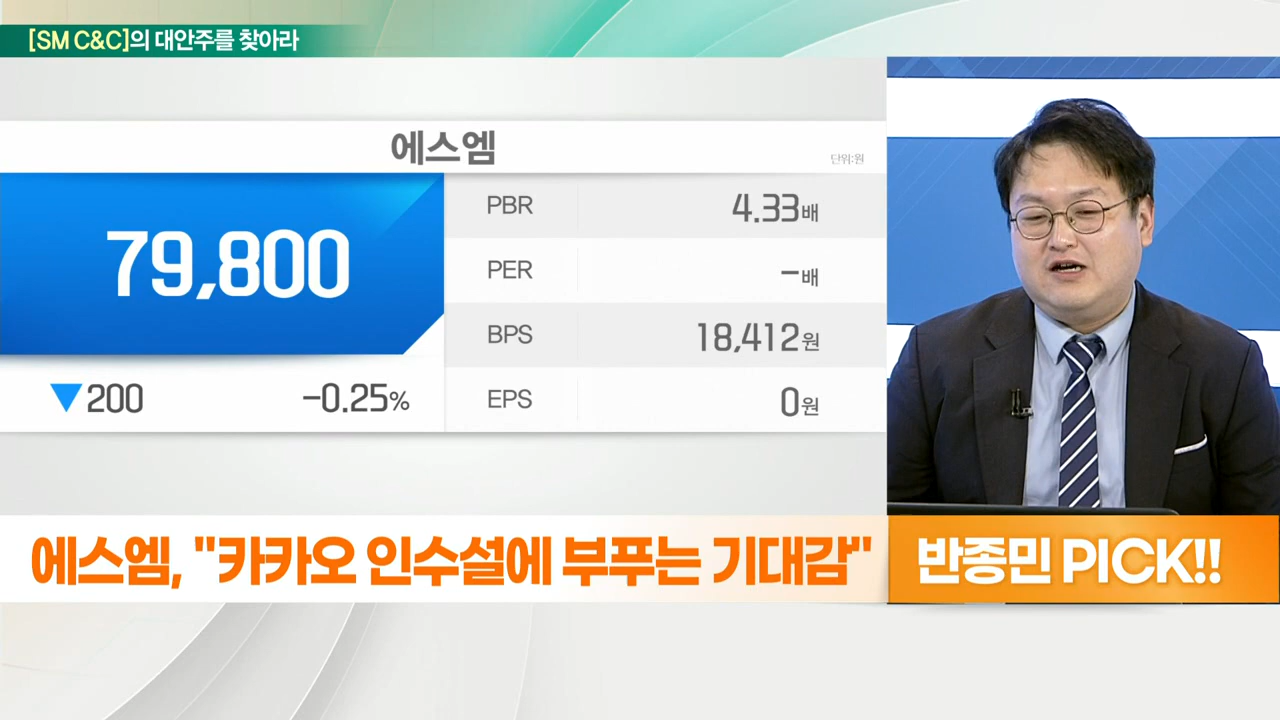 [SM C&C]의 대안주를 찾아라
에스엠
단위:원
79,800
▼200 -0.25%
PBR 4.33배
PER -배
BPS 18,412원
EPS 0원
에스엠, "카카오 인수설에 부푸는 기대감"
반종민 PICK!!